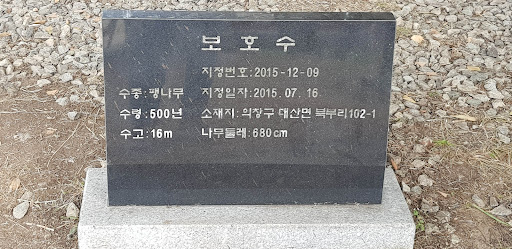 보호수
지정번호:2015-12-09
수종:팽나무 지정일자:2015. 07. 16.
수령:500년 소재지:의창구 대산면 북부리102-1
수고:16m 나무둘레:680cm